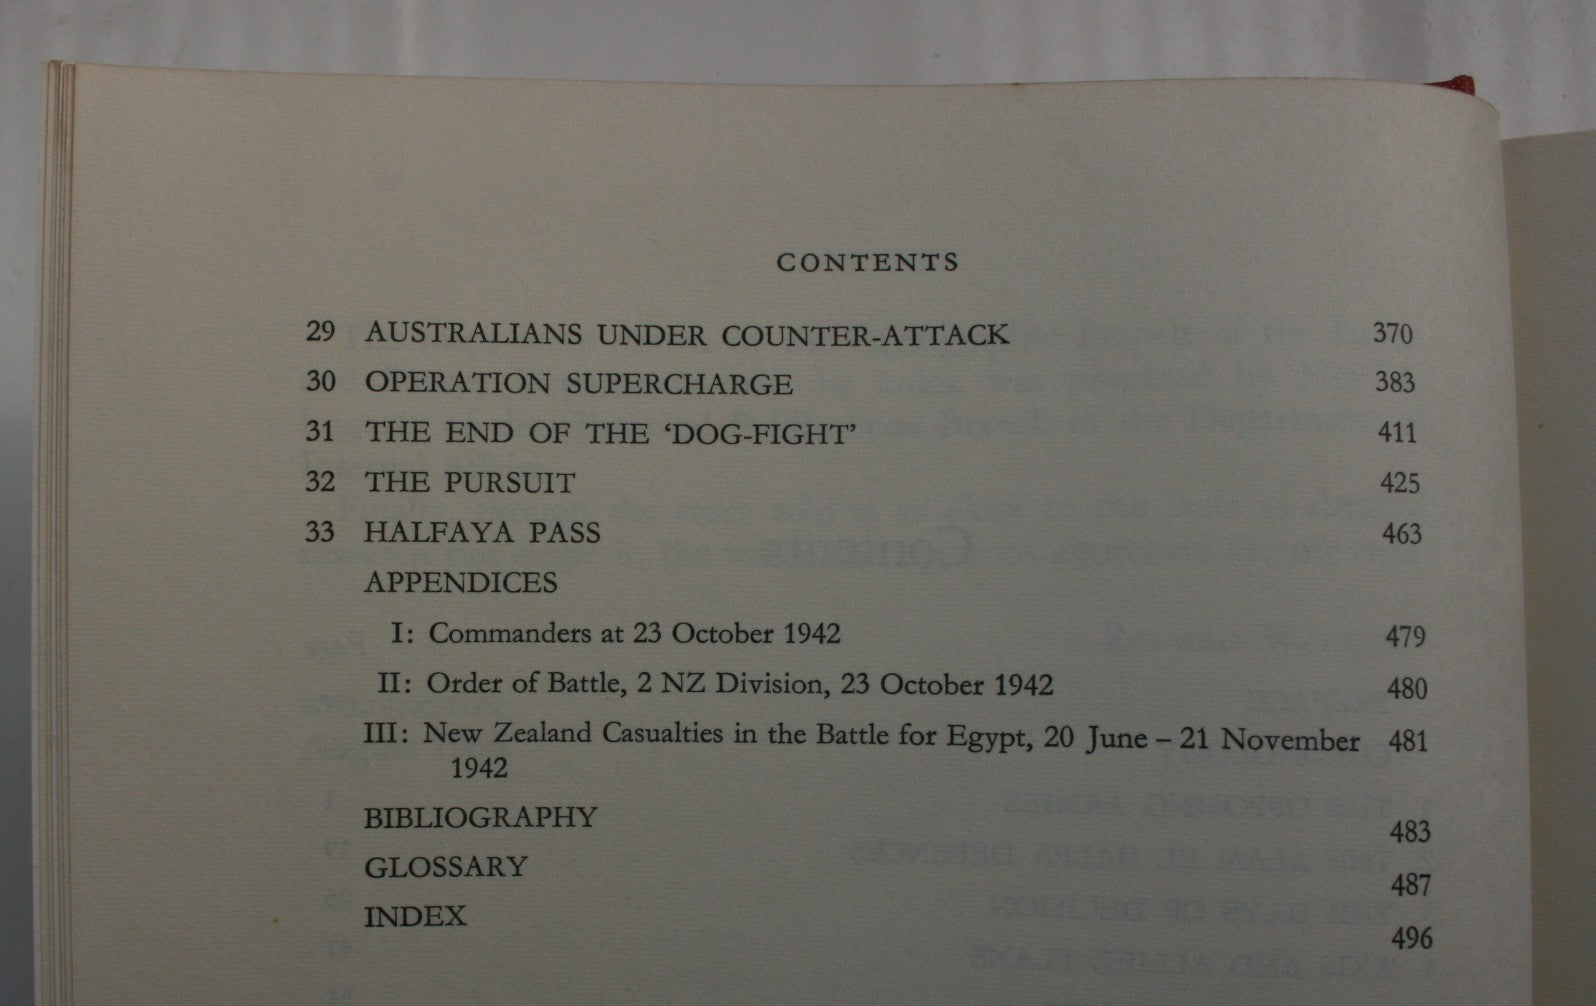 CONTENTS
29 AUSTRALIANS UNDER COUNTER-ATTACK 370
30 OPERATION SUPERCHARGE 383
31 THE END OF THE ‘DOG-FIGHT’ 411
32 THE PURSUIT 425
33 HALFAYA PASS 463
APPENDICES
I: Commanders at 23 October 1942 479
II: Order of Battle, 2 NZ Division, 23 October 1942 480
III: New Zealand Casualties in the Battle for Egypt, 20 June – 21 November 481
1942
BIBLIOGRAPHY 483
GLOSSARY 487
INDEX 496